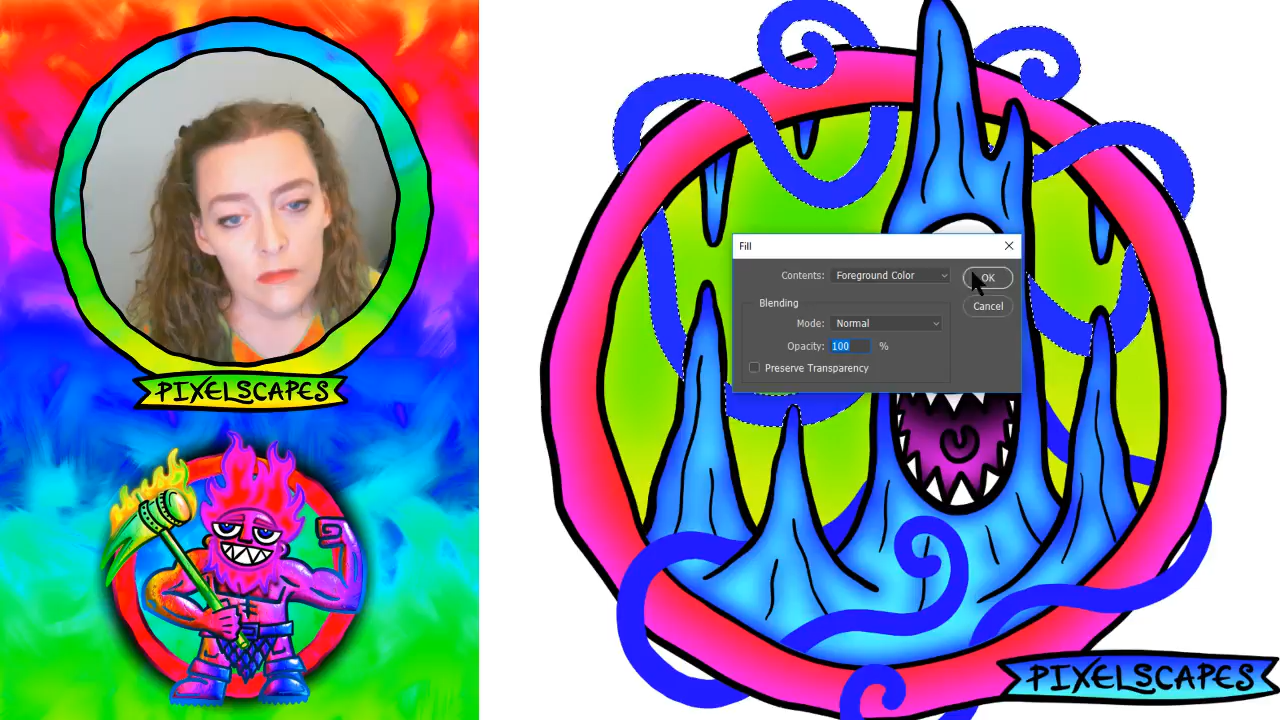 PIXELSCAPES
Fill
Contents: Foreground Color
OK
Blending
Cancel
Mode: Normal
Opacity: 100 %
Preserve Transparency
PIXELSCAPES